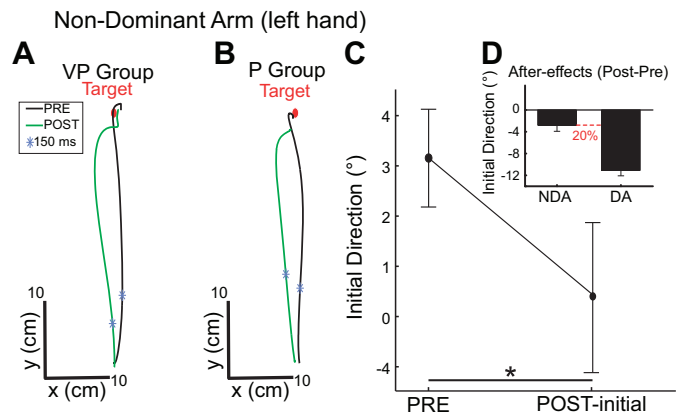 Non-Dominant Arm (left hand)
A
VP Group
Target
PRE
POST
150 ms
10
y (cm)
x (cm)
10
B
P Group
Target
10
y (cm)
x (cm)
10
C
Initial Direction (°)
4
3
2
1
0
-4
*
PRE
POST-initial
D
After-effects (Post-Pre)
Initial Direction (°)
0
-4
-8
-12
20%
NDA
DA